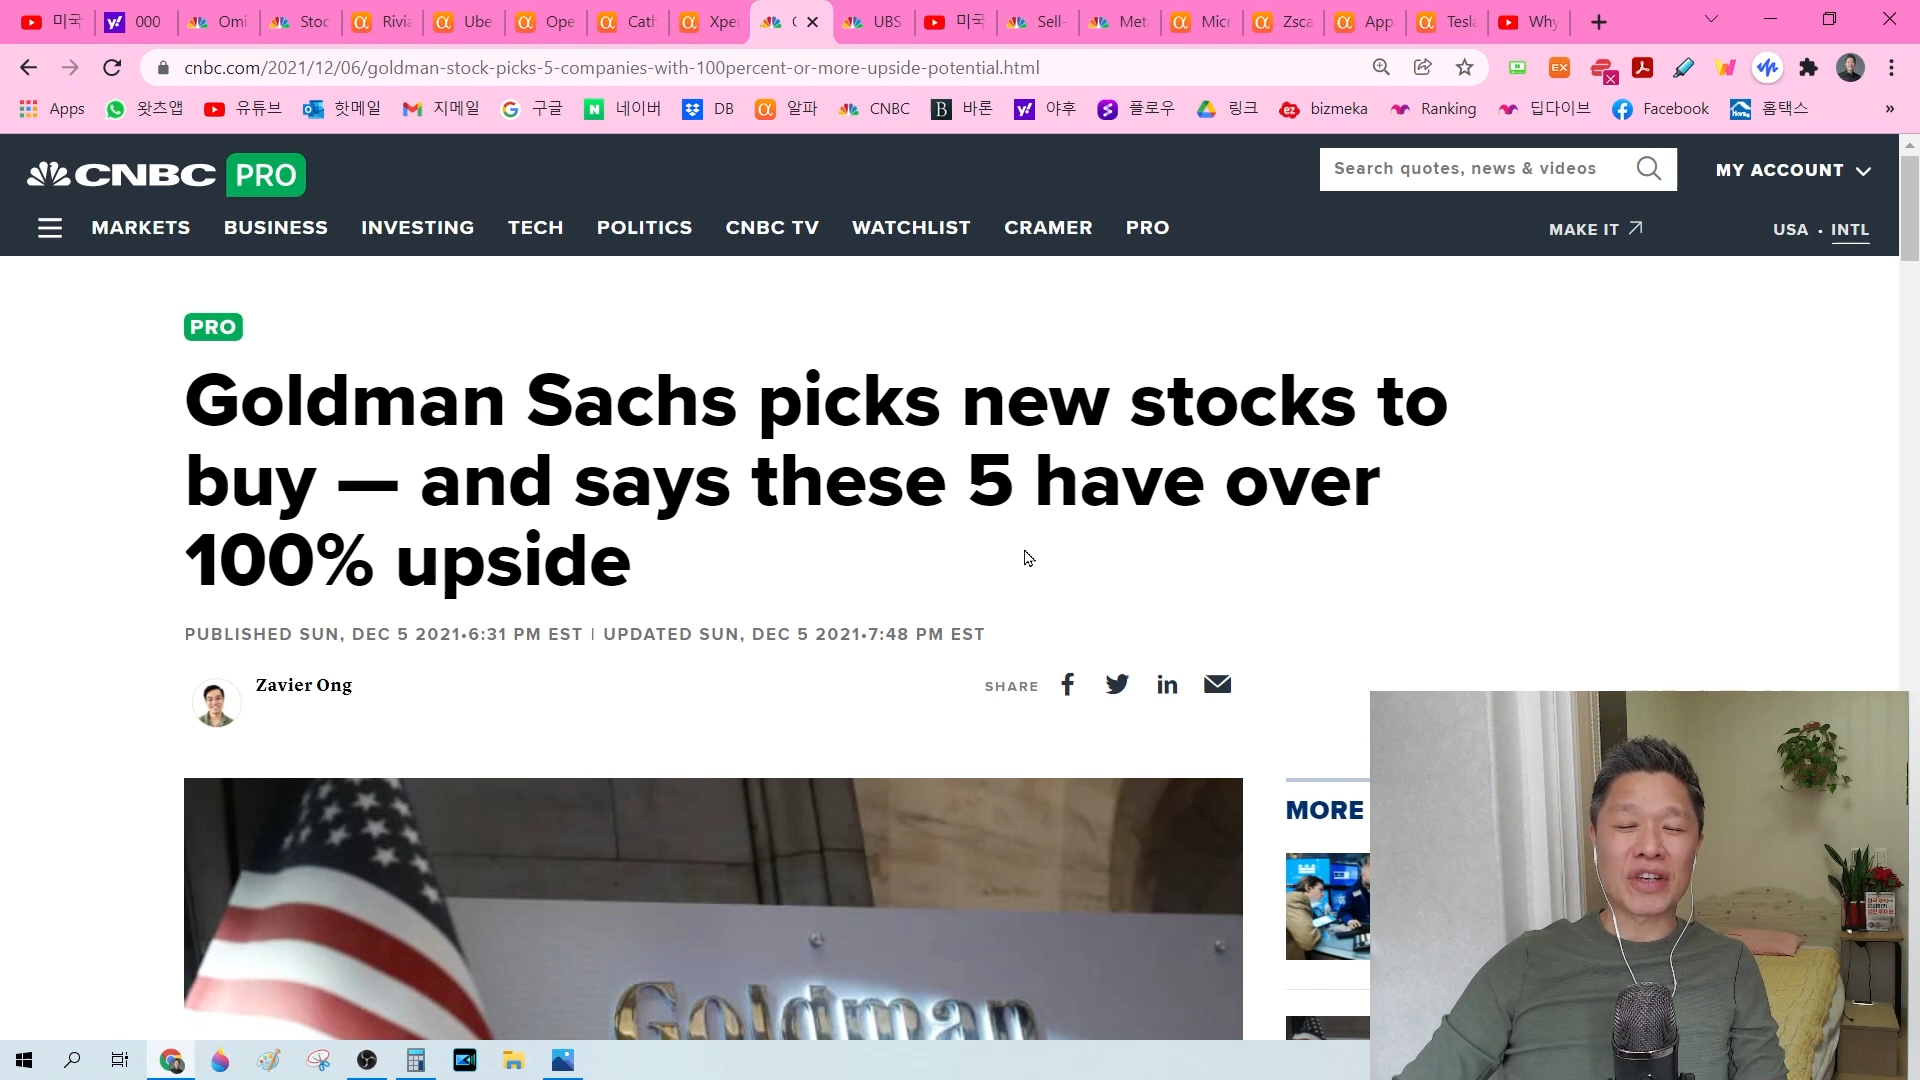 미국
000
Omi
Stoc
Rivia
Ube
Ope
Cath
Xpe
UBS
미국
Sell-
Met
Micr
Zsca
App
Tesla
Why
cnbc.com/2021/12/06/goldman-stock-picks-5-companies-with-100percent-or-more-upside-potential.html
Apps 왓츠앱 유튜브 핫메일 지메일 구글 네이버 DB 알파 CNBC 바론 야후 플로우 링크 bizmeka Ranking 딥다이브 Facebook 홈택스 »
CNBC PRO
Search quotes, news & videos
MY ACCOUNT
MARKETS BUSINESS INVESTING TECH POLITICS CNBC TV WATCHLIST CRAMER PRO
MAKE IT
USA · INTL
PRO
Goldman Sachs picks new stocks to
buy — and says these 5 have over
100% upside
PUBLISHED SUN, DEC 5 2021•6:31 PM EST | UPDATED SUN, DEC 5 2021•7:48 PM EST
Zavier Ong
SHARE
MORE
Goldman